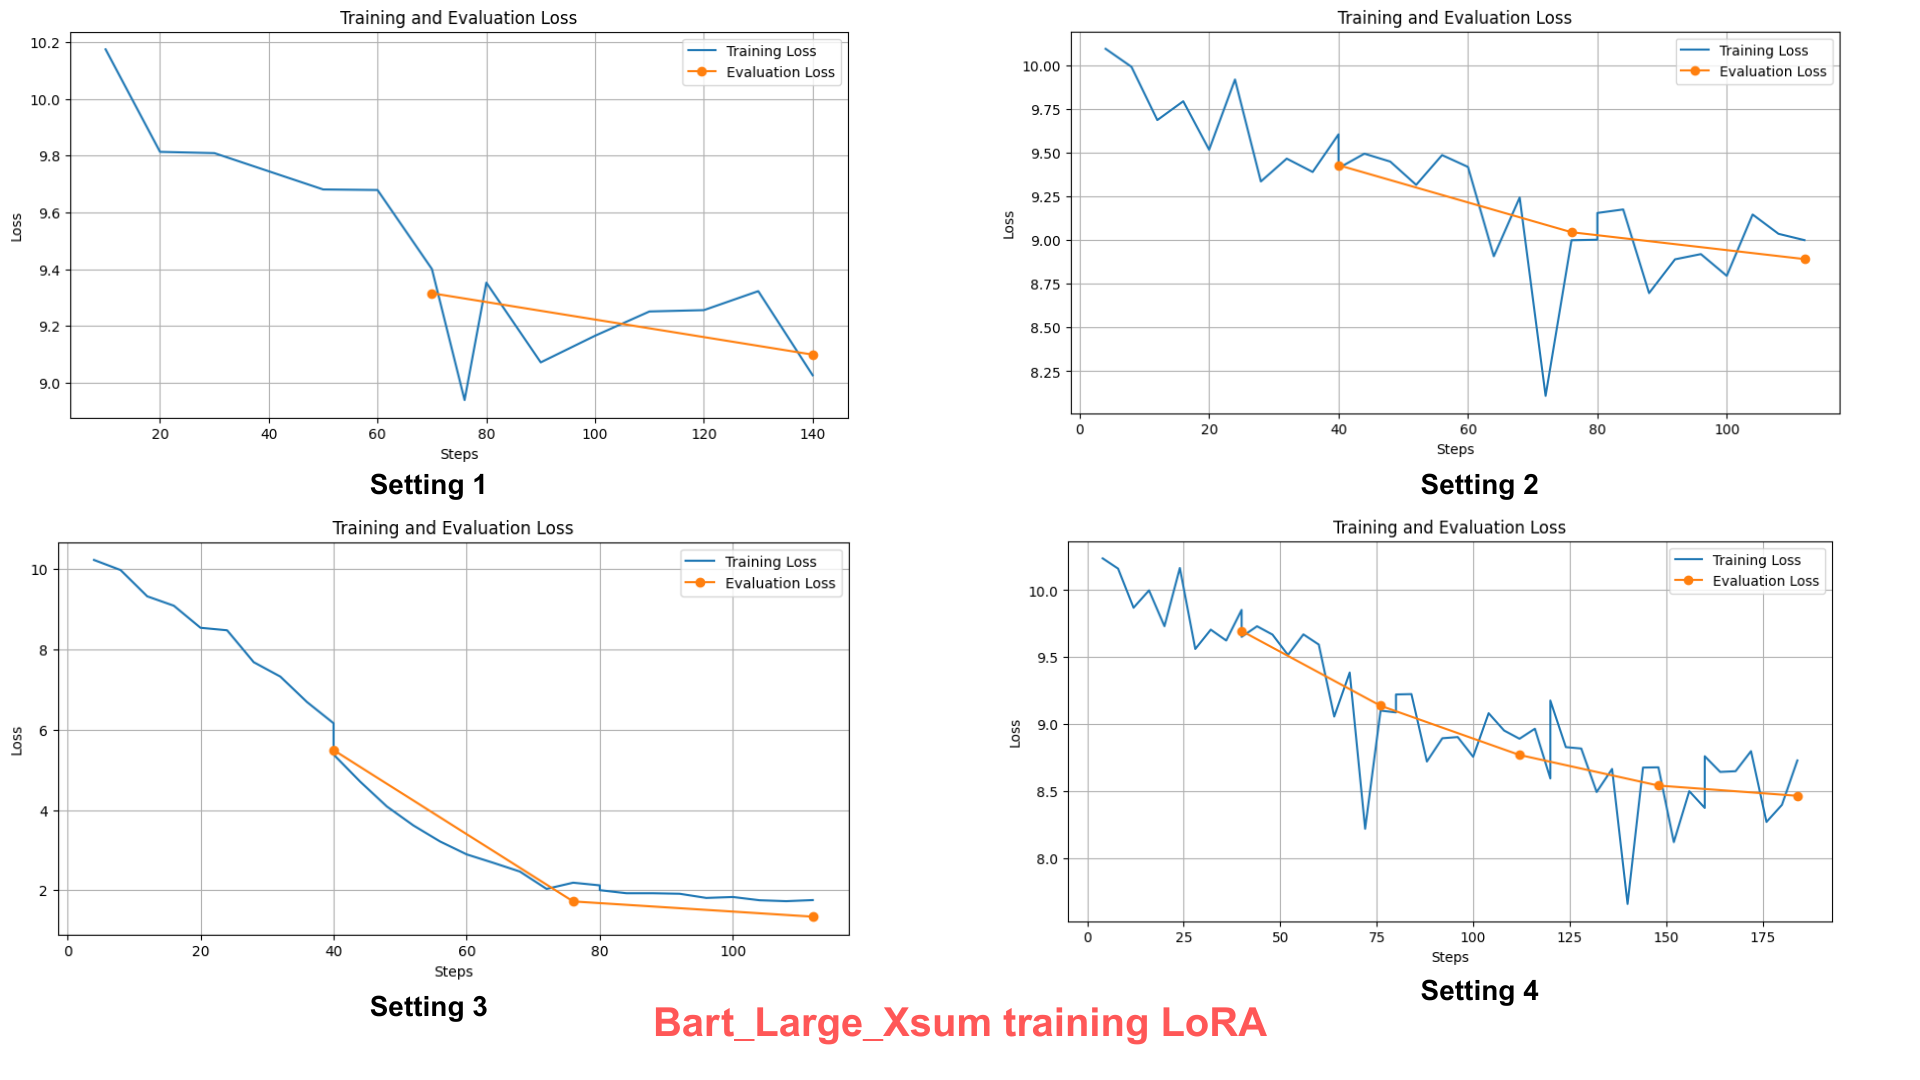 Training and Evaluation Loss
Training Loss
Evaluation Loss
10.2
10.0
9.8
9.6
9.4
9.2
9.0
Loss
20 40 60 80 100 120 140
Steps
Setting 1
Training and Evaluation Loss
Training Loss
Evaluation Loss
10.00
9.75
9.50
9.25
9.00
8.75
8.50
8.25
Loss
0 20 40 60 80 100
Steps
Setting 2
Training and Evaluation Loss
Training Loss
Evaluation Loss
10
8
6
4
2
Loss
0 20 40 60 80 100
Steps
Setting 3
Training and Evaluation Loss
Training Loss
Evaluation Loss
10.0
9.5
9.0
8.5
8.0
Loss
0 25 50 75 100 125 150 175
Steps
Setting 4
Bart_Large_Xsum training LoRA